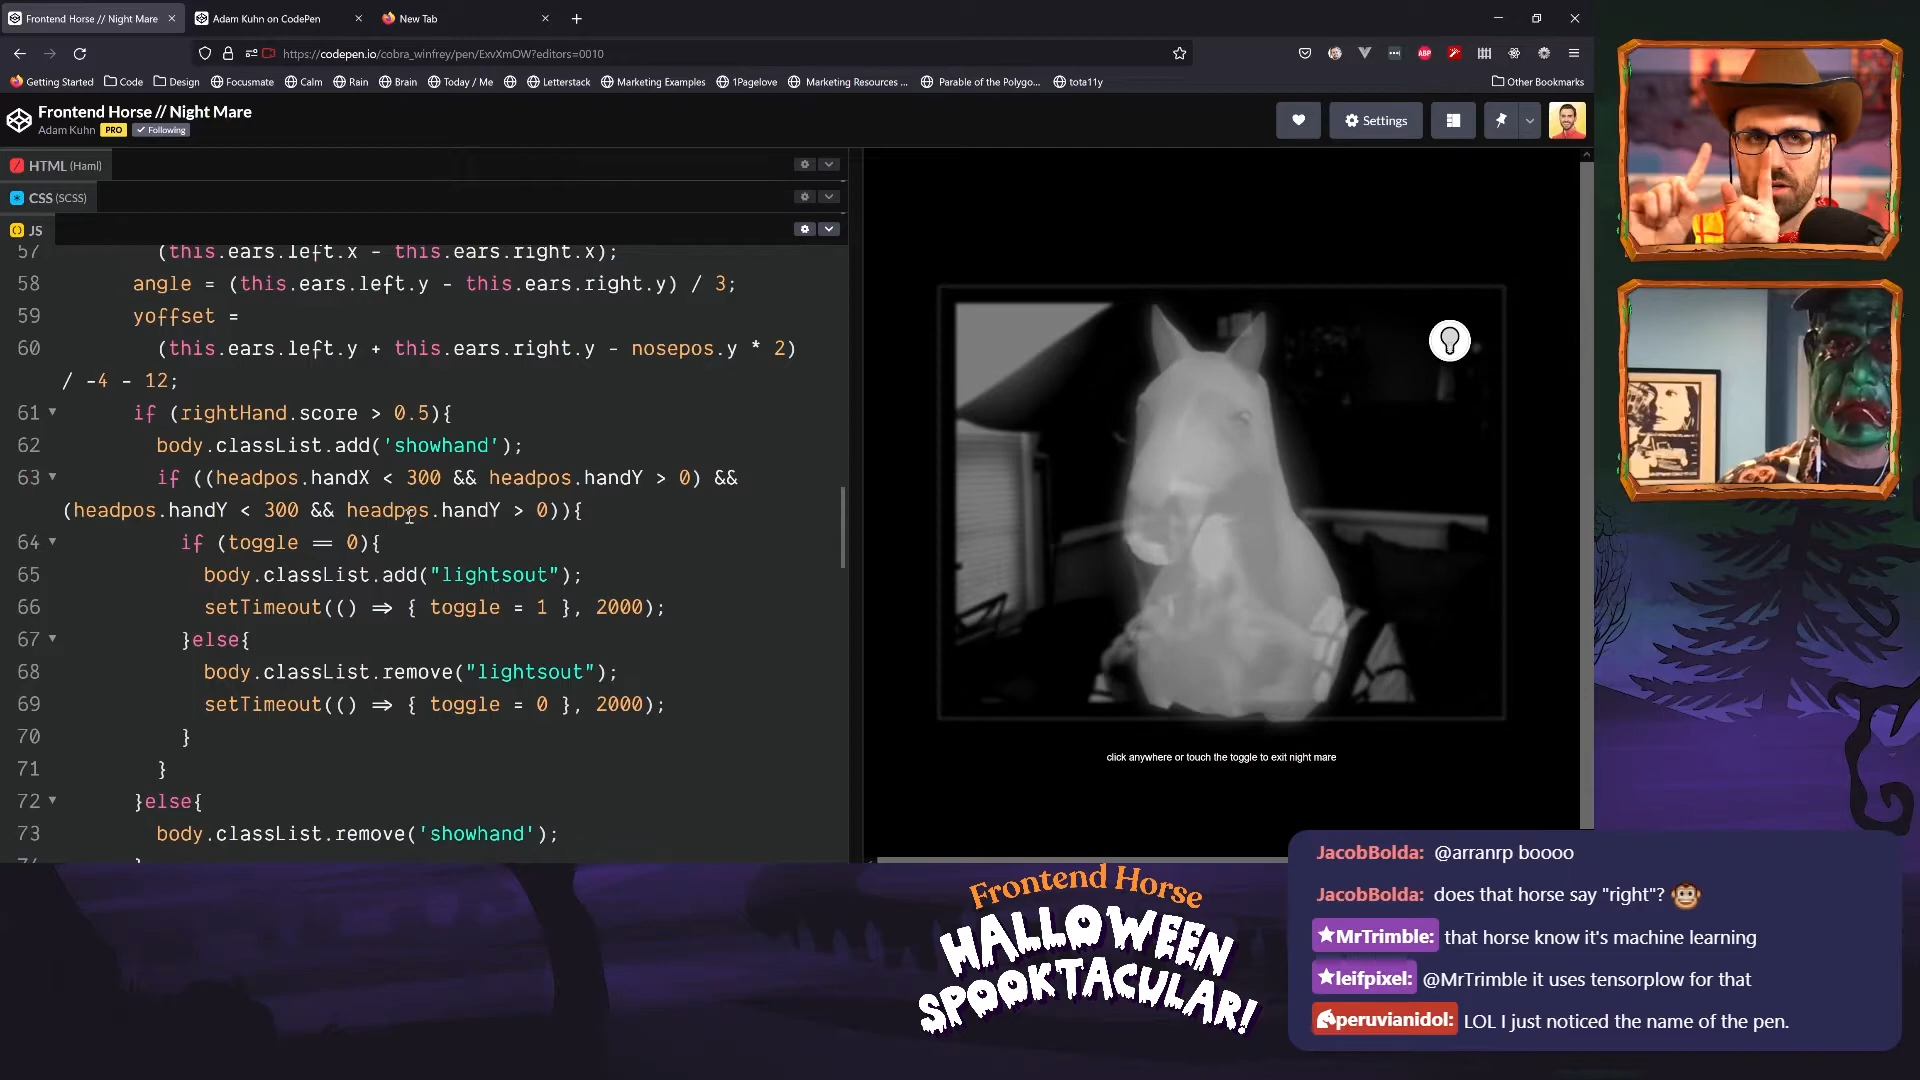 Frontend Horse // Night Mare
Adam Kuhn on CodePen
New Tab
https://codepen.io/cobra_winfrey/pen/ExvXmOW?editors=0010
Getting Started
Code
Design
Focusmate
Calm
Rain
Brain
Today / Me
Letterstack
Marketing Examples
1Pagelove
Marketing Resources ...
Parable of the Polygo...
tota11y
Other Bookmarks
Frontend Horse // Night Mare
Adam Kuhn PRO ✓ Following
Settings
HTML (Haml)
CSS (SCSS)
JS
57 (this.ears.left.x - this.ears.right.x);
58 angle = (this.ears.left.y - this.ears.right.y) / 3;
59 yoffset =
60 (this.ears.left.y + this.ears.right.y - nosepos.y * 2)
/ -4 - 12;
61 if (rightHand.score > 0.5){
62 body.classList.add('showhand');
63 if ((headpos.handX < 300 && headpos.handY > 0) &&
(headpos.handY < 300 && headpos.handY > 0)){
64 if (toggle == 0){
65 body.classList.add("lightsout");
66 setTimeout(() => { toggle = 1 }, 2000);
67 }else{
68 body.classList.remove("lightsout");
69 setTimeout(() => { toggle = 0 }, 2000);
70 }
71 }
72 }else{
73 body.classList.remove('showhand');
click anywhere or touch the toggle to exit night mare
Frontend Horse
HALLOWEEN
SPOOKTACULAR!
JacobBolda: @arranrp boooo
JacobBolda: does that horse say "right"? 🐵
MrTrimble: that horse know it's machine learning
leifpixel: @MrTrimble it uses tensorplow for that
peruvianidol: LOL I just noticed the name of the pen.